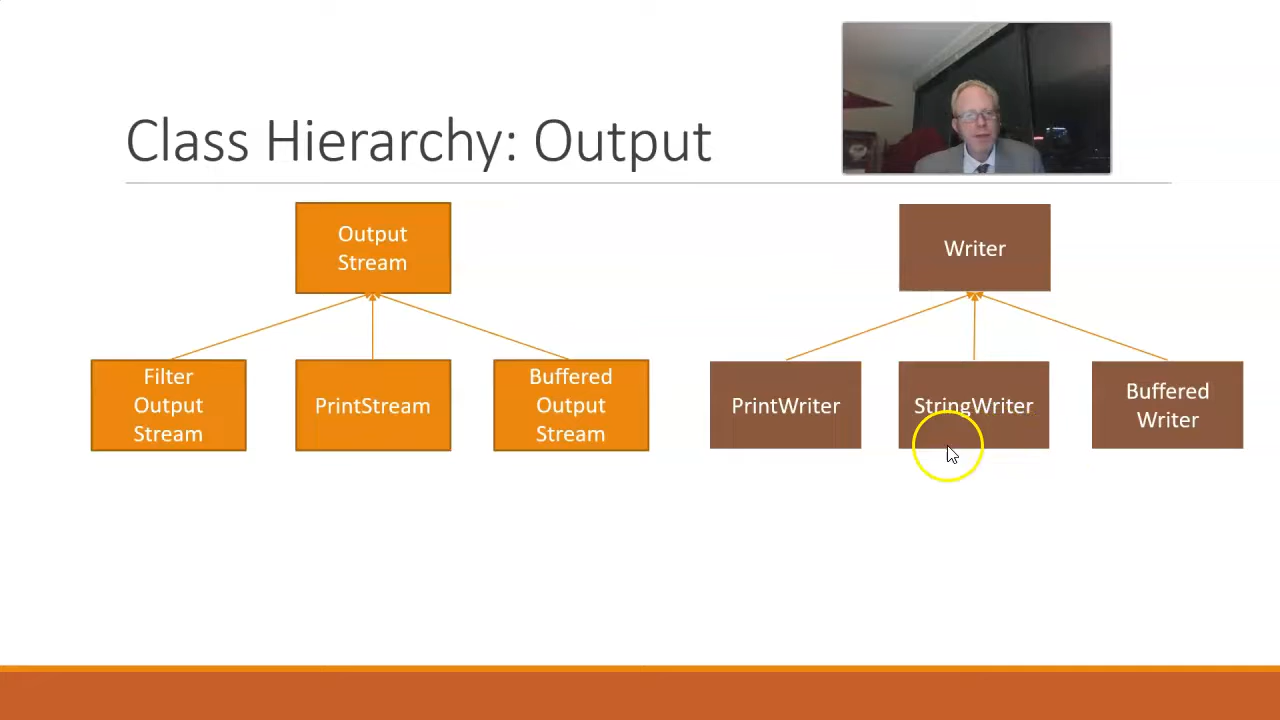 Class Hierarchy: Output
Output
Stream
Writer
Filter
Output
Stream
PrintStream
Buffered
Output
Stream
PrintWriter
StringWriter
Buffered
Writer